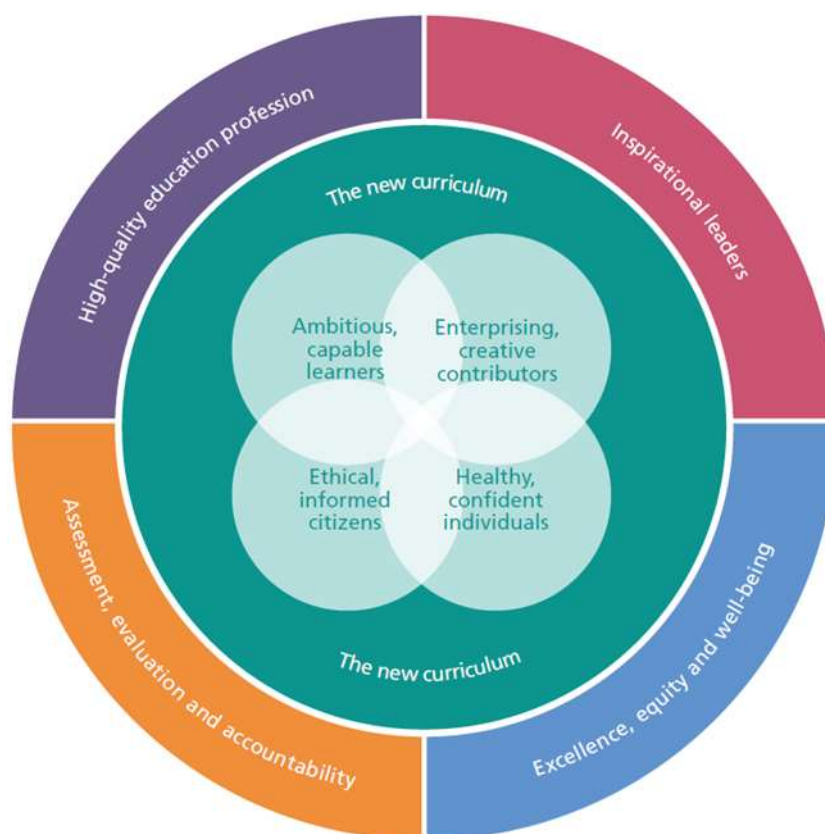 High-quality education profession
Inspirational leaders
The new curriculum
Ambitious,
capable
learners
Enterprising,
creative
contributors
Ethical,
informed
citizens
Healthy,
confident
individuals
The new curriculum
Assessment, evaluation and accountability
Excellence, equity and well-being